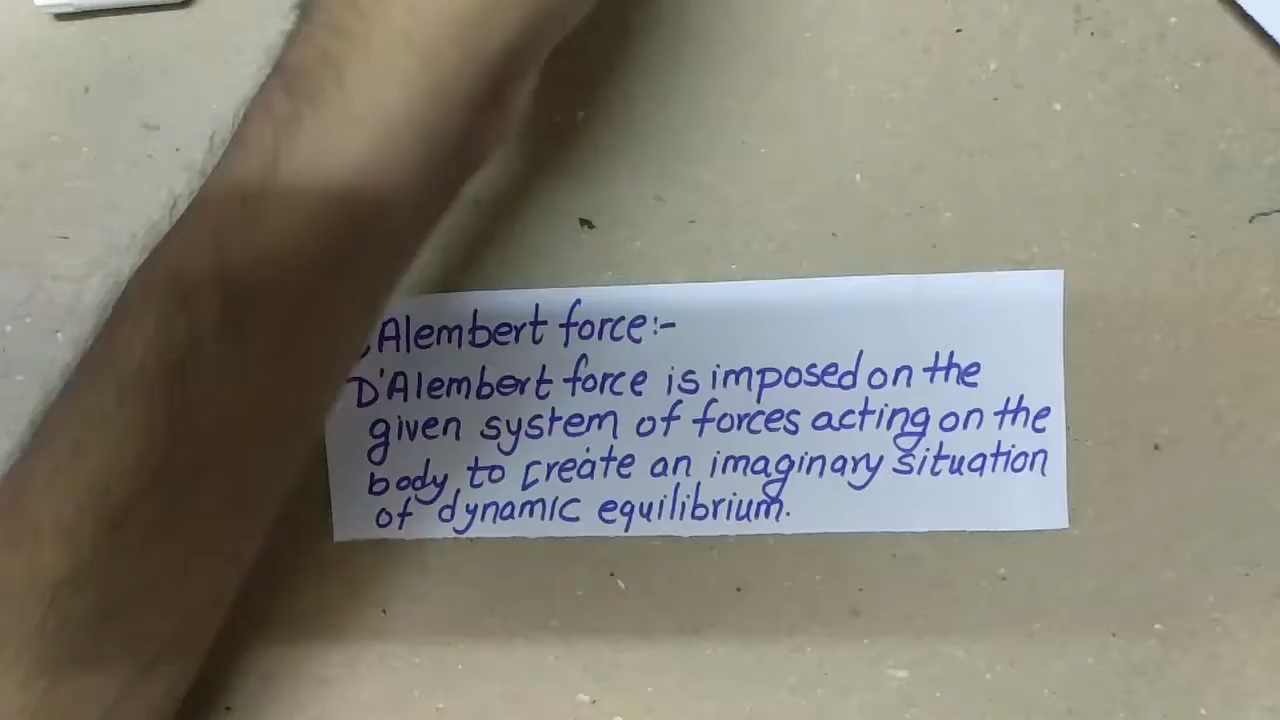 Alembert force:-
D'Alembert force is imposed on the
given system of forces acting on the
body, to create an imaginary situation
of dynamic equilibrium.